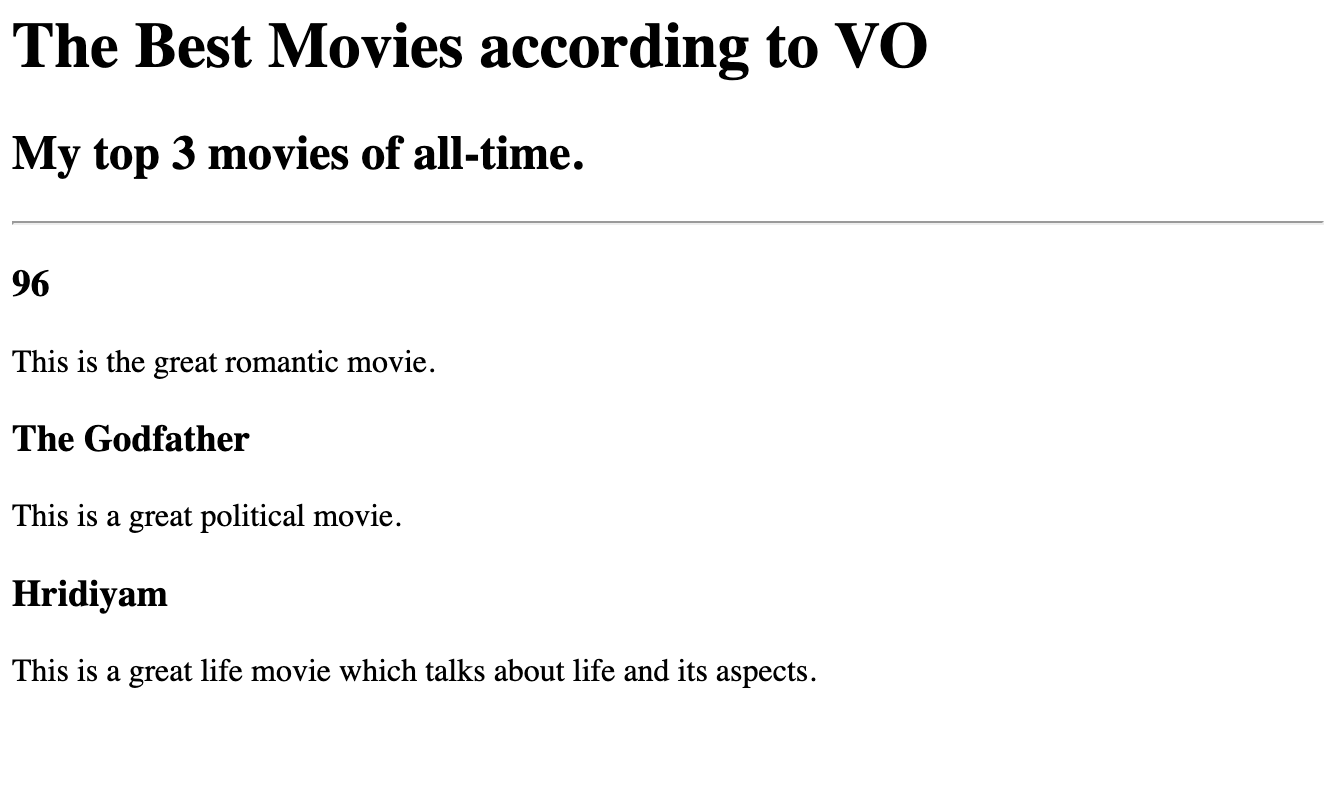 The Best Movies according to VO
My top 3 movies of all-time.
96
This is the great romantic movie.
The Godfather
This is a great political movie.
Hridiyam
This is a great life movie which talks about life and its aspects.